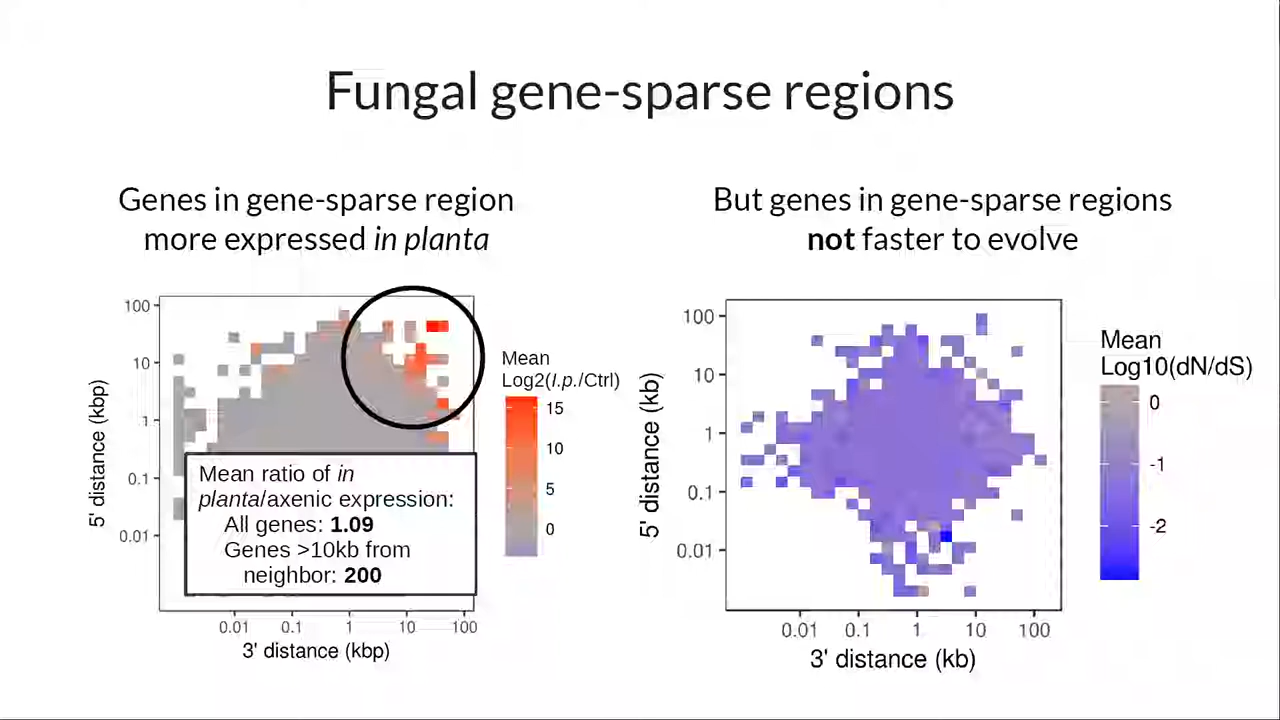 Fungal gene-sparse regions
Genes in gene-sparse region
more expressed in planta
But genes in gene-sparse regions
not faster to evolve
100
10
1
0.1
0.01
5' distance (kbp)
0.01
0.1
1
10
100
3' distance (kbp)
Mean
Log2(I.p./Ctrl)
15
10
5
0
Mean ratio of in
planta/axenic expression:
All genes: 1.09
Genes >10kb from
neighbor: 200
100
10
1
0.1
0.01
5' distance (kb)
0.01
0.1
1
10
100
3' distance (kb)
Mean
Log10(dN/dS)
0
-1
-2